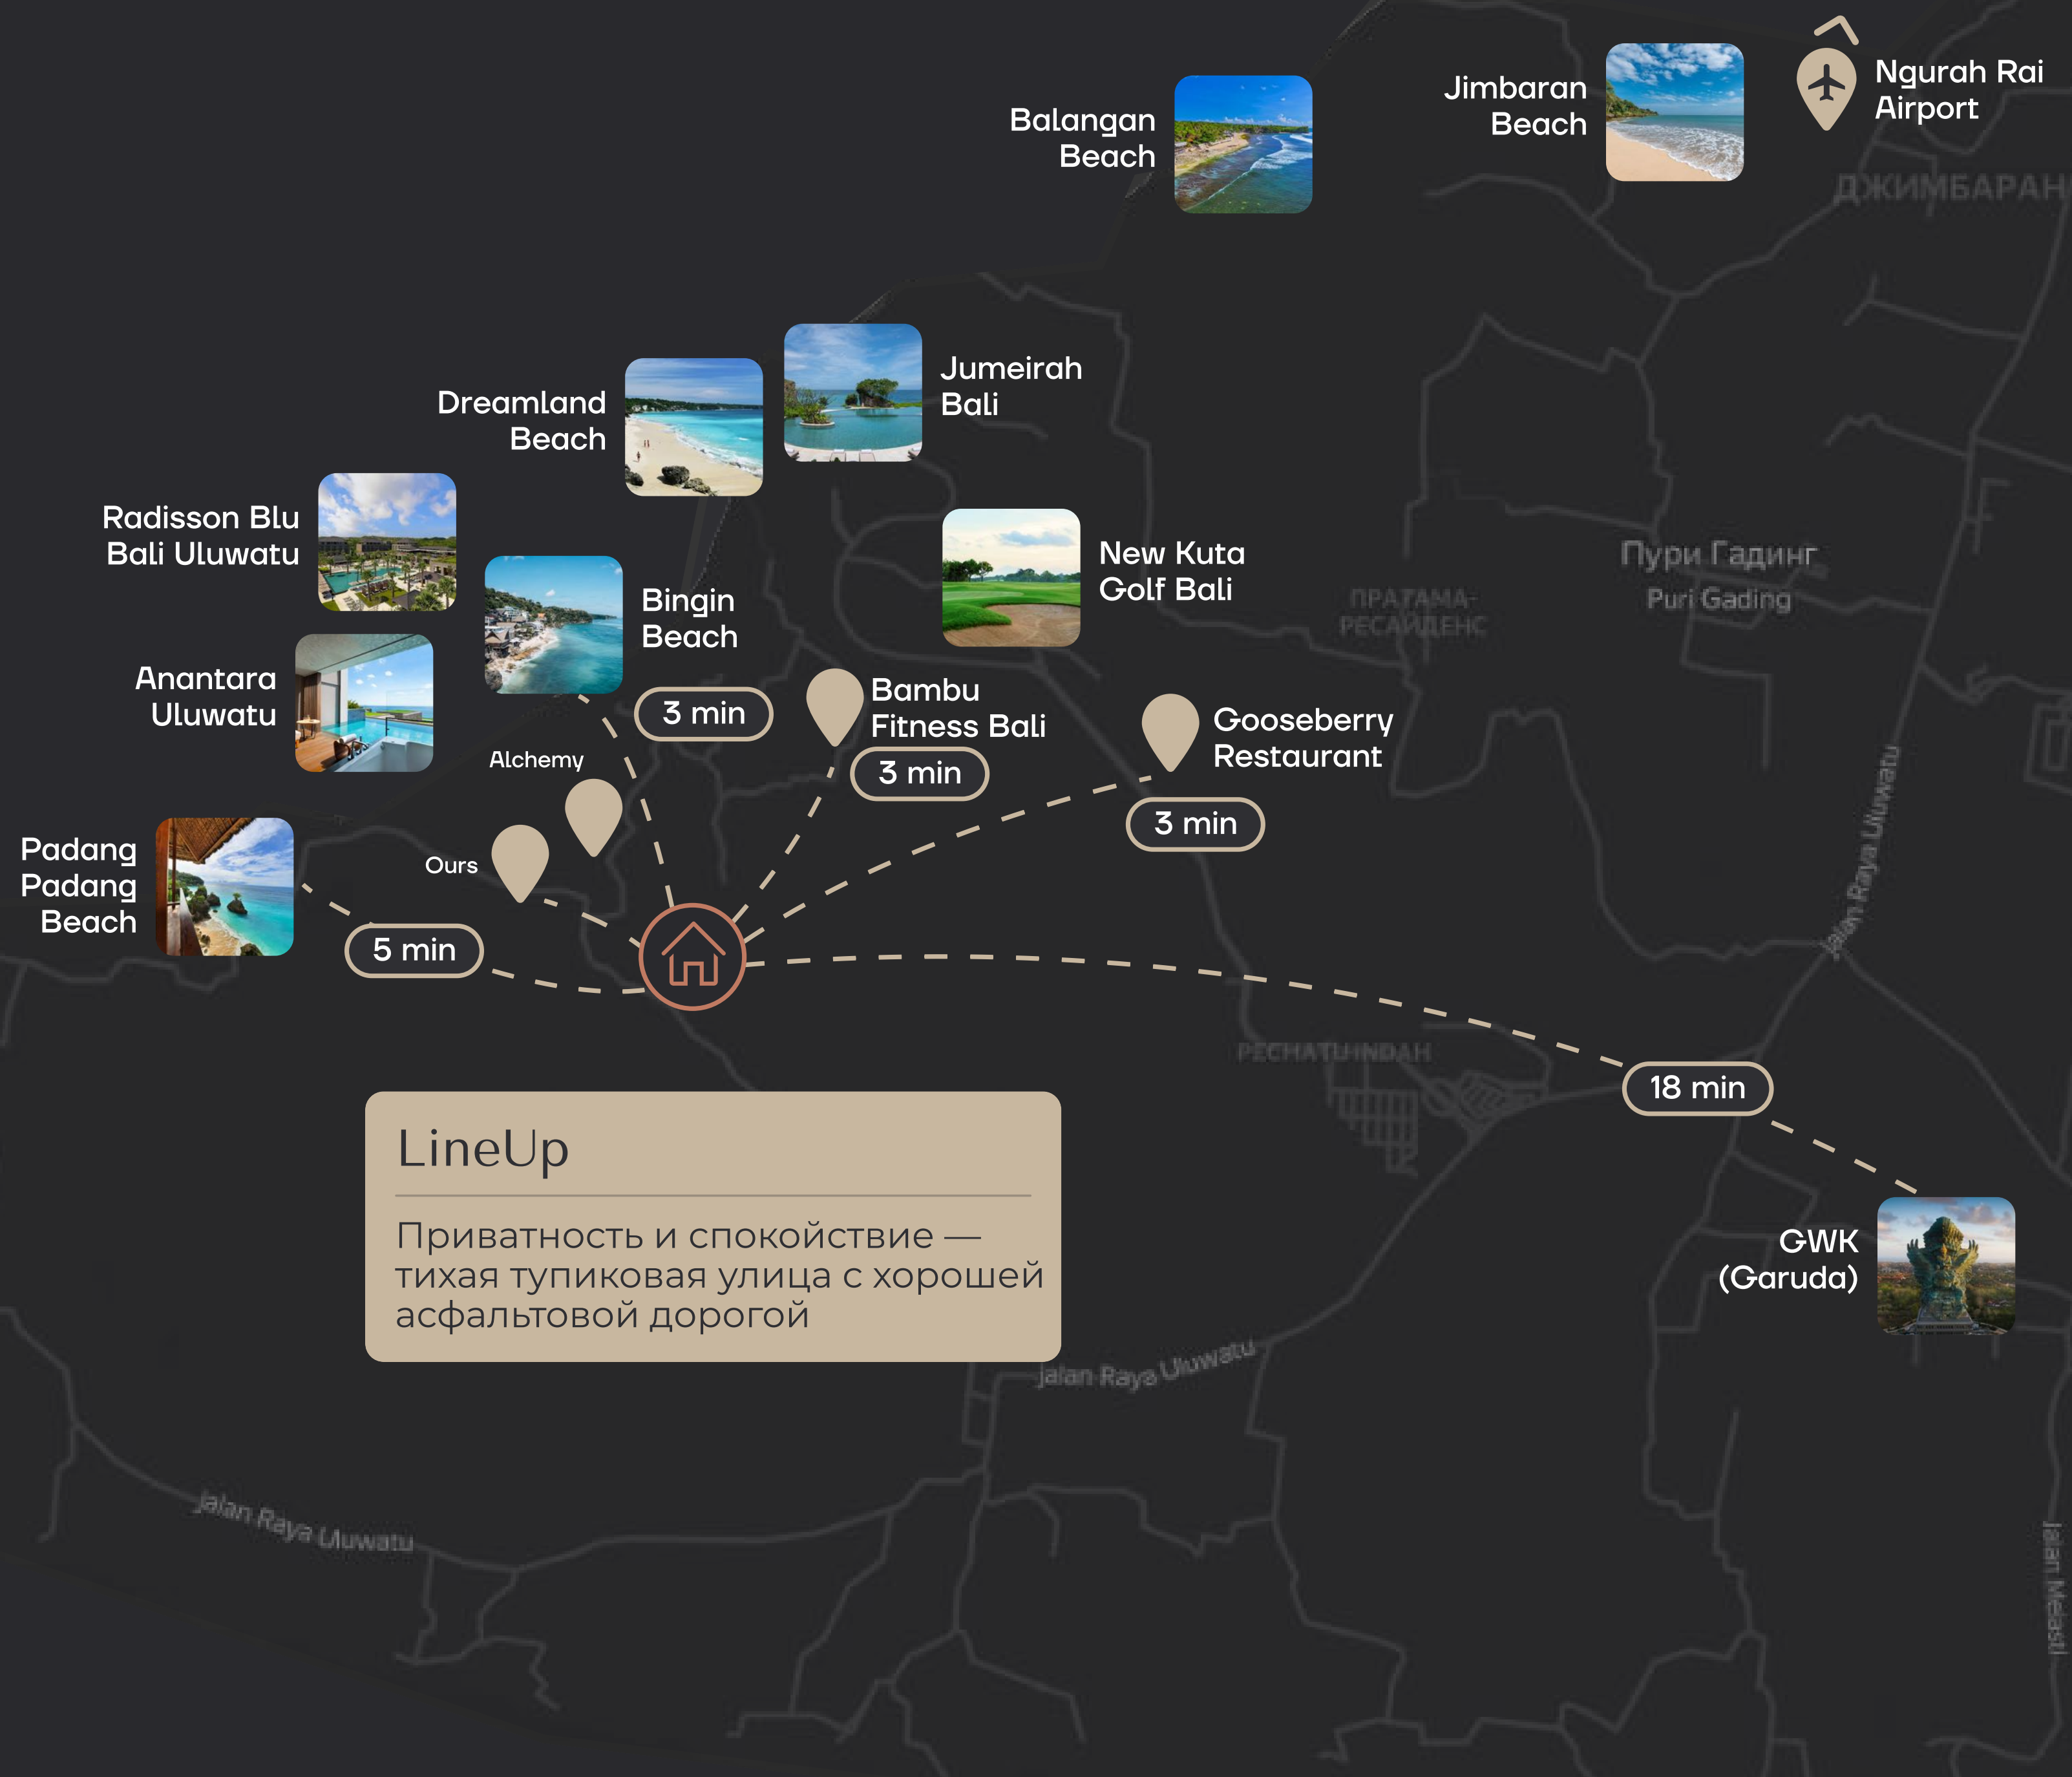 Ngurah Rai
Airport
Jimbaran
Beach
Balangan
Beach
ДЖИМБАРАН
Jumeirah
Bali
Dreamland
Beach
Radisson Blu
Bali Uluwatu
New Kuta
Golf Bali
Пури Гадинг
Puri Gading
ПРАТАМА-
РЕСАЙДЕНС
Bingin
Beach
Anantara
Uluwatu
3 min
Bambu
Fitness Bali
3 min
Gooseberry
Restaurant
3 min
Alchemy
Ours
Padang
Padang
Beach
5 min
Jalan Raya Uluwatu
PECHATU INDAH
18 min
GWK
(Garuda)
LineUp
Приватность и спокойствие —
тихая тупиковая улица с хорошей
асфальтовой дорогой
Jalan Raya Uluwatu
Jalan Raya Uluwatu
Jalan Melasti